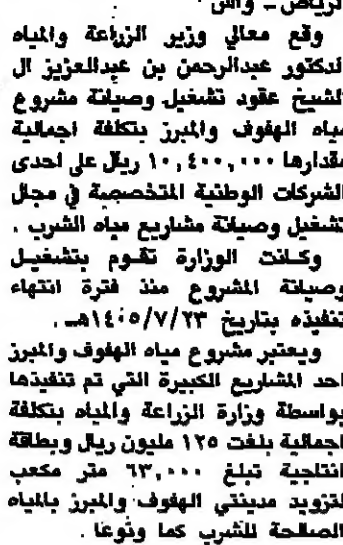 الرياض ـ واس
وقع معالي وزير الزراعة والمياه
الدكتور عبدالرحمن بن عبدالعزيز ال
الشيخ عقود تشغيل وصيانة مشروع
مياه الهفوف والمبرز بتكلفة اجمالية
مقدارها ١٠,٤٠٠,٠٠٠ ريال على احدى
الشركات الوطنية المتخصصة في مجال
تشغيل وصيانة مشاريع مياه الشرب .
وكانت الوزارة تقوم بتشغيل
وصيانة المشروع منذ فترة انتهاء
تنفيذه بتاريخ ١٤٠٥/٧/٢٣هـ .
ويعتبر مشروع مياه الهفوف والمبرز
احد المشاريع الكبيرة التي تم تنفيذها
بواسطة وزارة الزراعة والمياه بتكلفة
اجمالية بلغت ١٢٥ مليون ريال وبطاقة
انتاجية تبلغ ٦٣,٠٠٠ متر مكعب
لتزويد مدينتي الهفوف والمبرز بالمياه
الصالحة للشرب كما ونوعا .